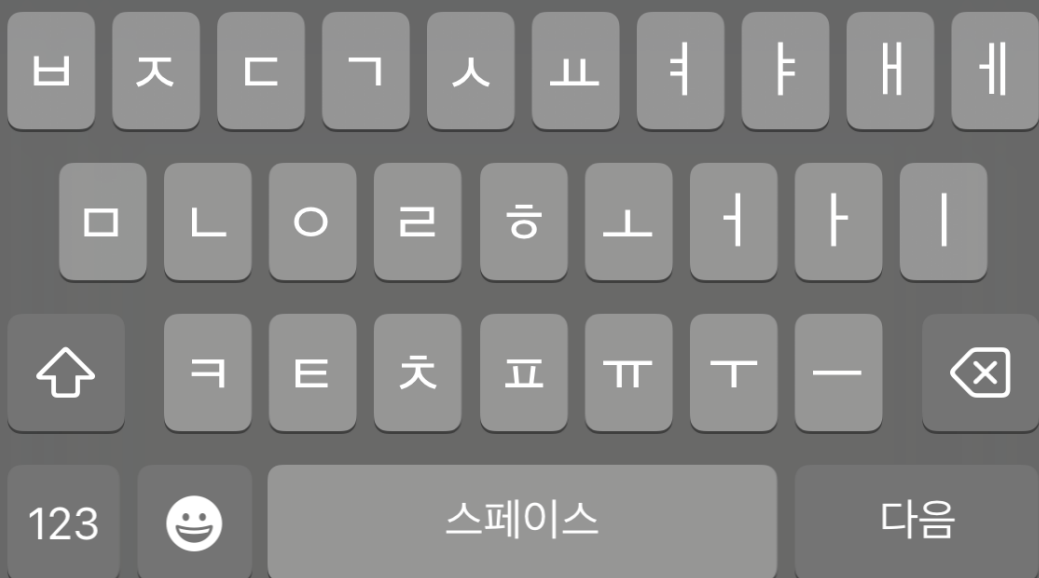 ㅂ ㅈ ㄷ ㄱ ㅅ ㅛ ㅕ ㅑ ㅐ ㅔ
ㅁ ㄴ ㅇ ㄹ ㅎ ㅗ ㅓ ㅏ ㅣ
ㅋ ㅌ ㅊ ㅍ ㅠ ㅜ ㅡ
123 스페이스 다음